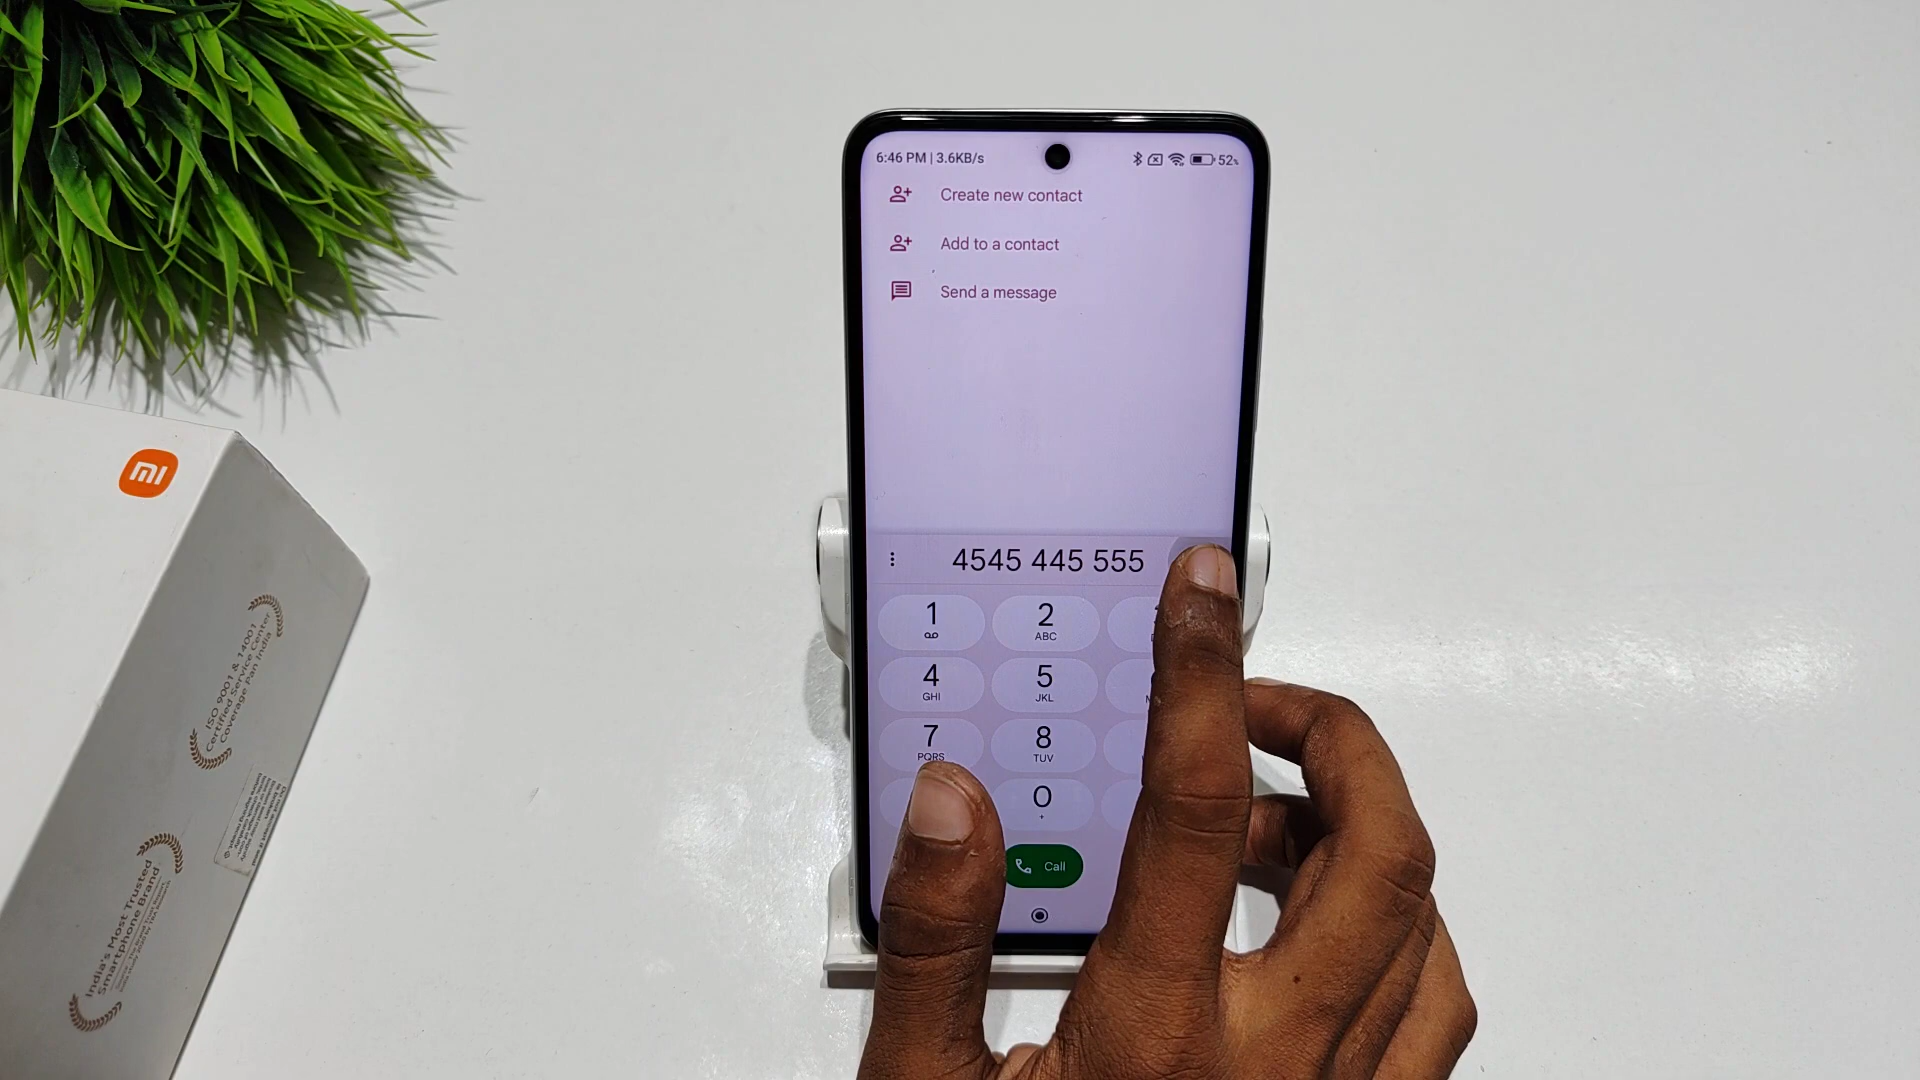 6:46 PM | 3.6KB/s
52%
Create new contact
Add to a contact
Send a message
4545 445 555
1
2
ABC
4
GHI
5
JKL
7
PQRS
8
TUV
0
+
Call
mi
ISO 9001 & 14001
Certified Service Center
Coverage Pan India
India's Most Trusted
Smartphone Brand